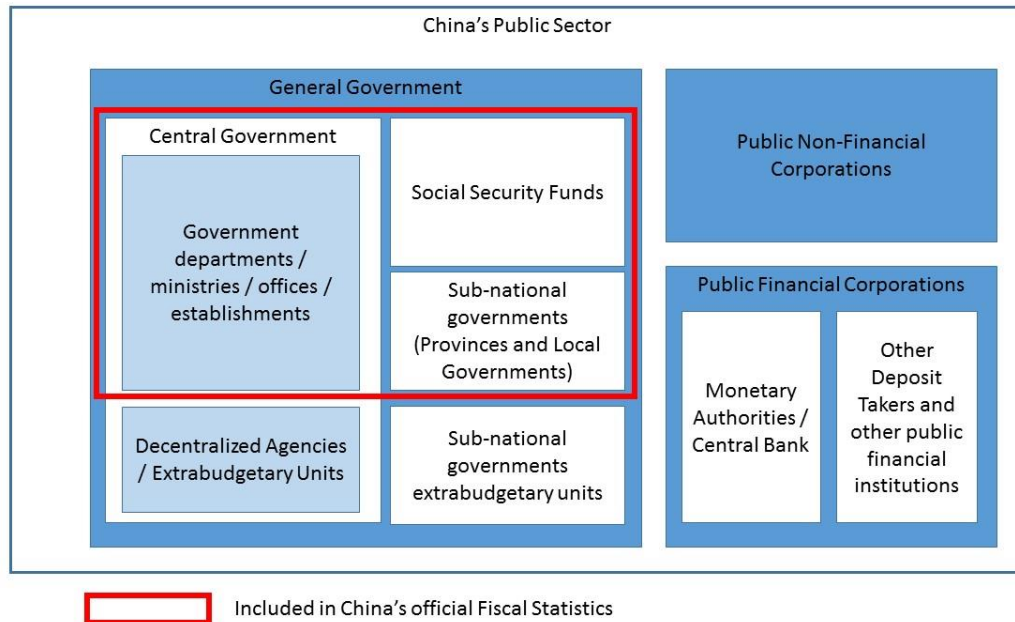 China's Public Sector
General Government
Central Government
Government
departments /
ministries / offices /
establishments
Decentralized Agencies
/ Extrabudgetary Units
Social Security Funds
Sub-national
governments
(Provinces and Local
Governments)
Sub-national
governments
extrabudgetary units
Public Non-Financial
Corporations
Public Financial Corporations
Monetary
Authorities /
Central Bank
Other
Deposit
Takers and
other public
financial
institutions
Included in China's official Fiscal Statistics